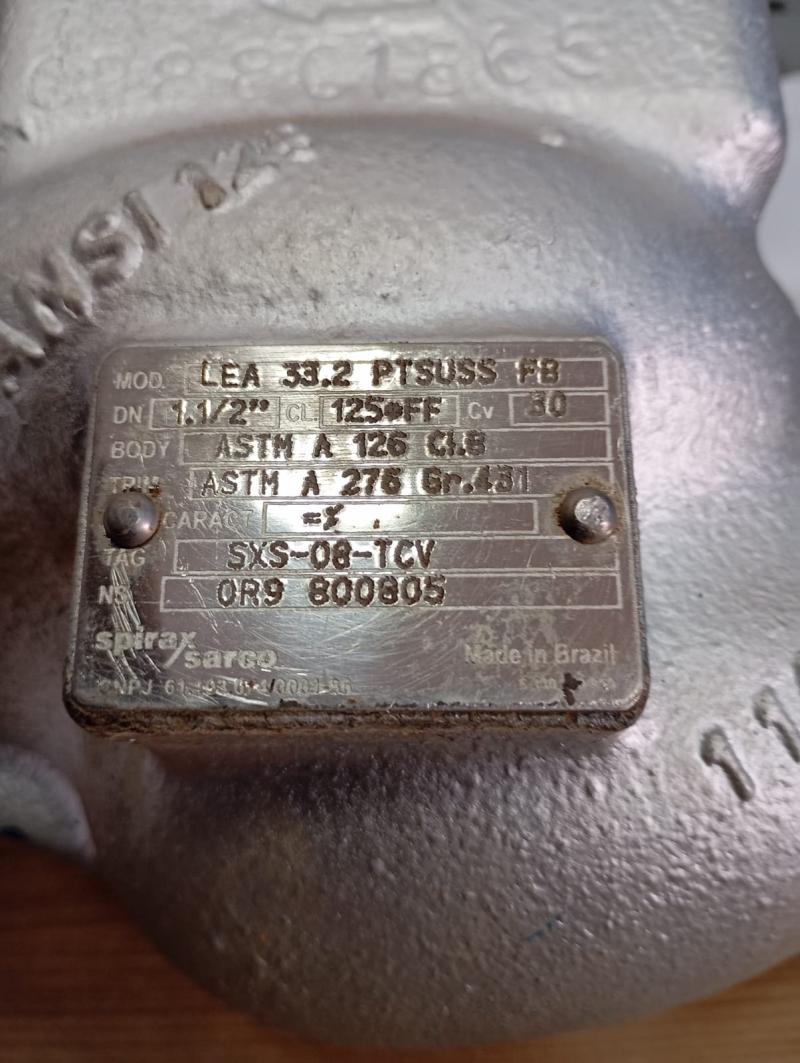 ANSI 125
MOD. LEA 33.2 PTSUSS FB
DN 1.1/2" CL 125#FF Cv 30
BODY ASTM A 126 Cl.B
TRIM ASTM A 276 Gr.431
CARACT =%
TAG SXS-08-TCV
NS 0R9 800805
spirax
/sarco
Made in Brazil
CNPJ
11